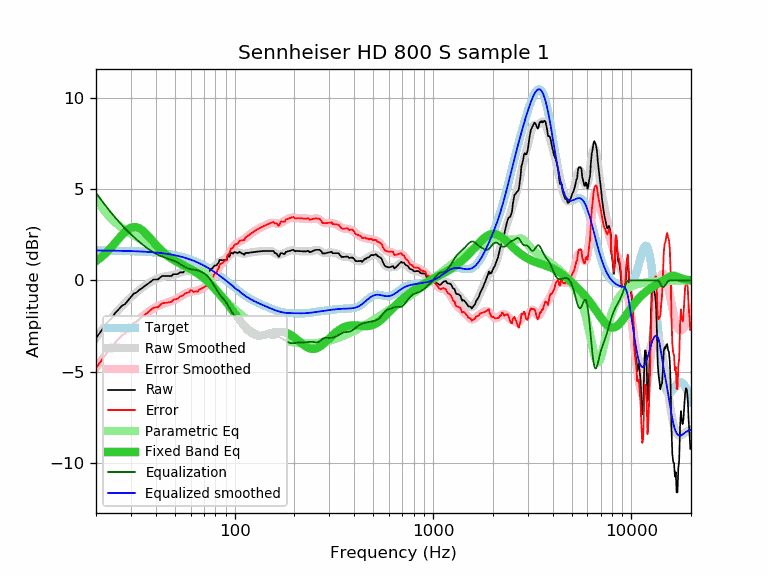 Sennheiser HD 800 S sample 1
10
5
0
−5
−10
Amplitude (dBr)
Target
Raw Smoothed
Error Smoothed
Raw
Error
Parametric Eq
Fixed Band Eq
Equalization
Equalized smoothed
100
1000
10000
Frequency (Hz)